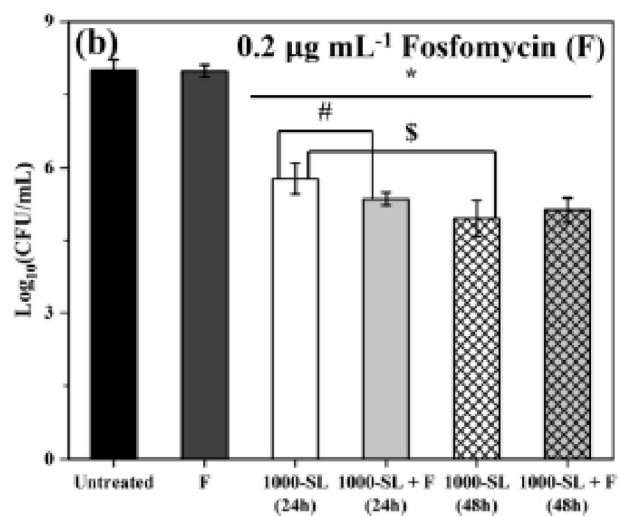 (b) 0.2 µg mL⁻¹ Fosfomycin (F)
*
#
$
Log₁₀(CFU/mL)
9
6
3
0
Untreated
F
1000-SL
(24h)
1000-SL + F
(24h)
1000-SL
(48h)
1000-SL + F
(48h)